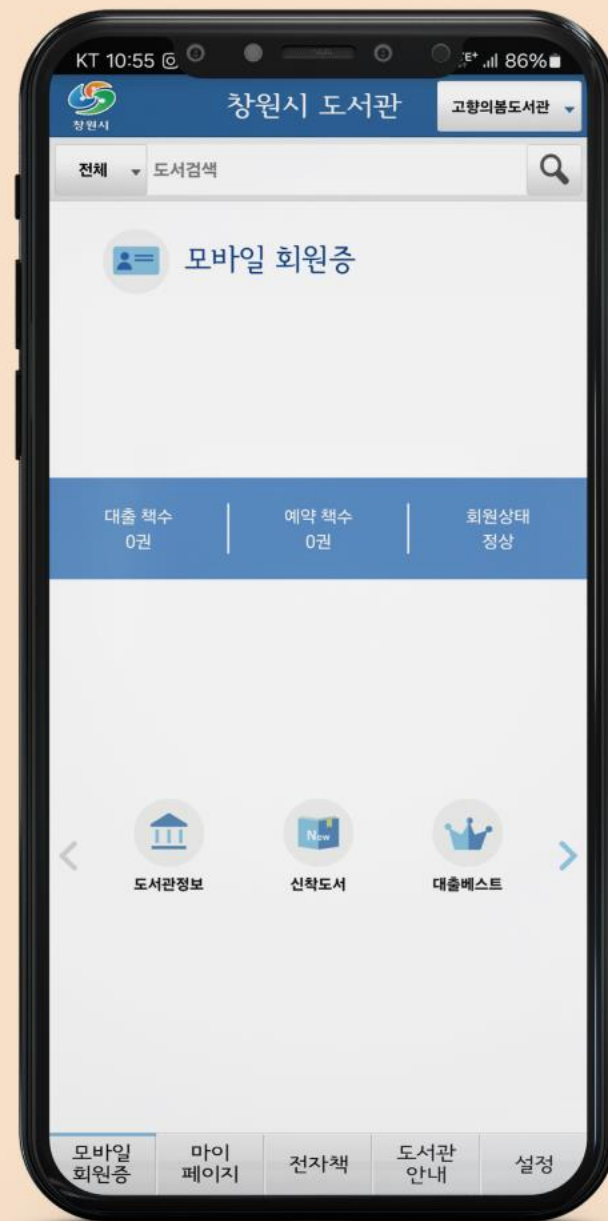 KT 10:55
86%
창원시
창원시 도서관
고향의봄도서관
전체
도서검색
모바일 회원증
대출 책수
0권
예약 책수
0권
회원상태
정상
New
도서관정보
신착도서
대출베스트
모바일
회원증
마이
페이지
전자책
도서관
안내
설정